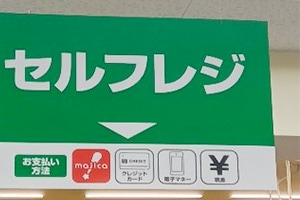 セルフレジ
お支払い
方法
majica
CREDIT
クレジット
カード
電子マネー
¥
現金